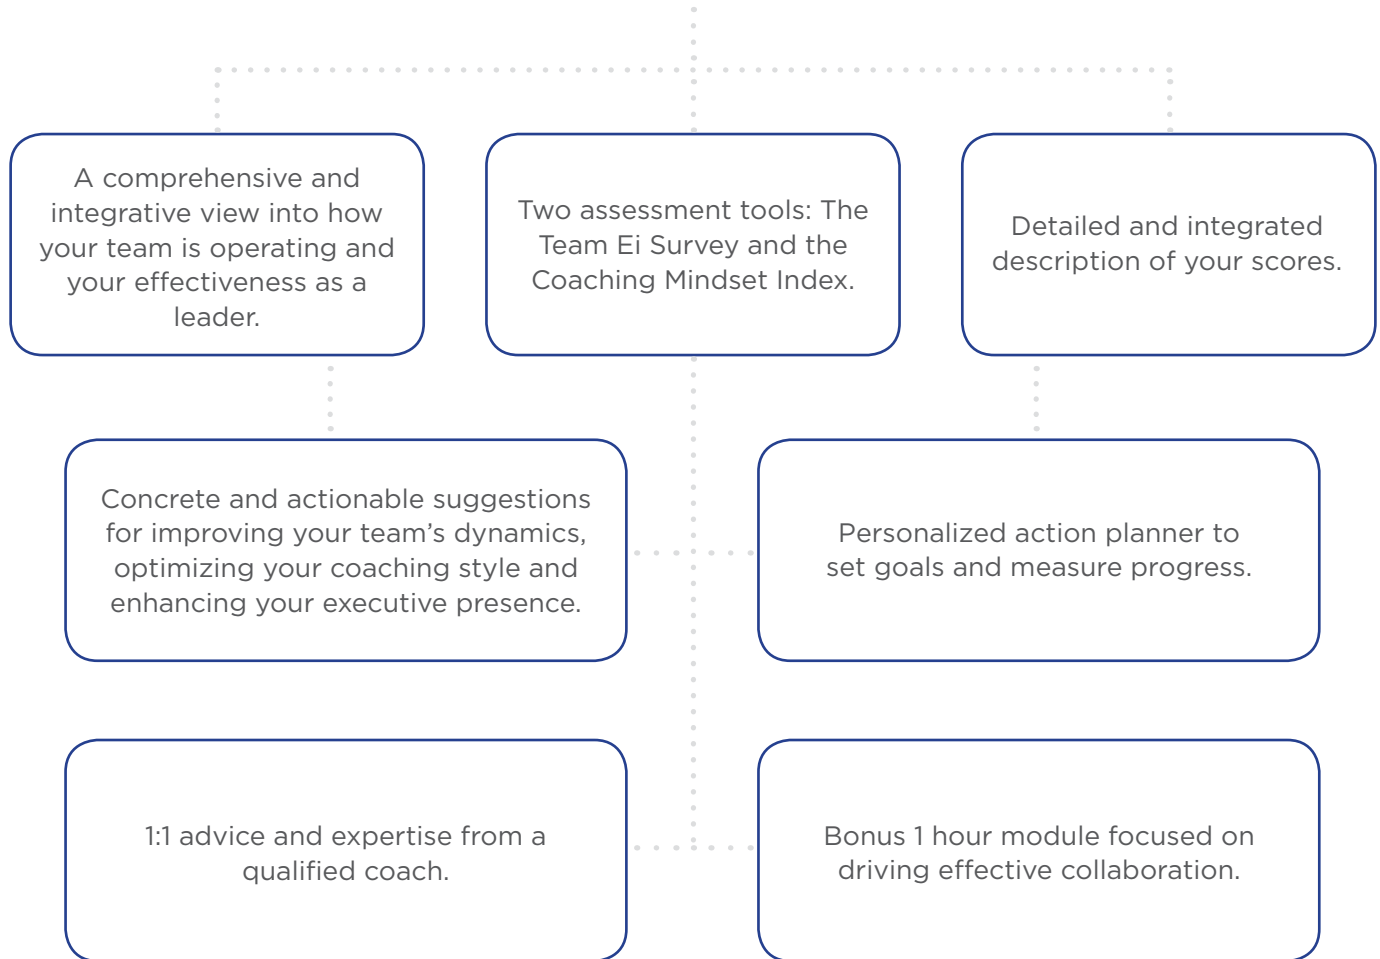 A comprehensive and
integrative view into how
your team is operating and
your effectiveness as a
leader.
Two assessment tools: The
Team Ei Survey and the
Coaching Mindset Index.
Detailed and integrated
description of your scores.
Concrete and actionable suggestions
for improving your team’s dynamics,
optimizing your coaching style and
enhancing your executive presence.
Personalized action planner to
set goals and measure progress.
1:1 advice and expertise from a
qualified coach.
Bonus 1 hour module focused on
driving effective collaboration.